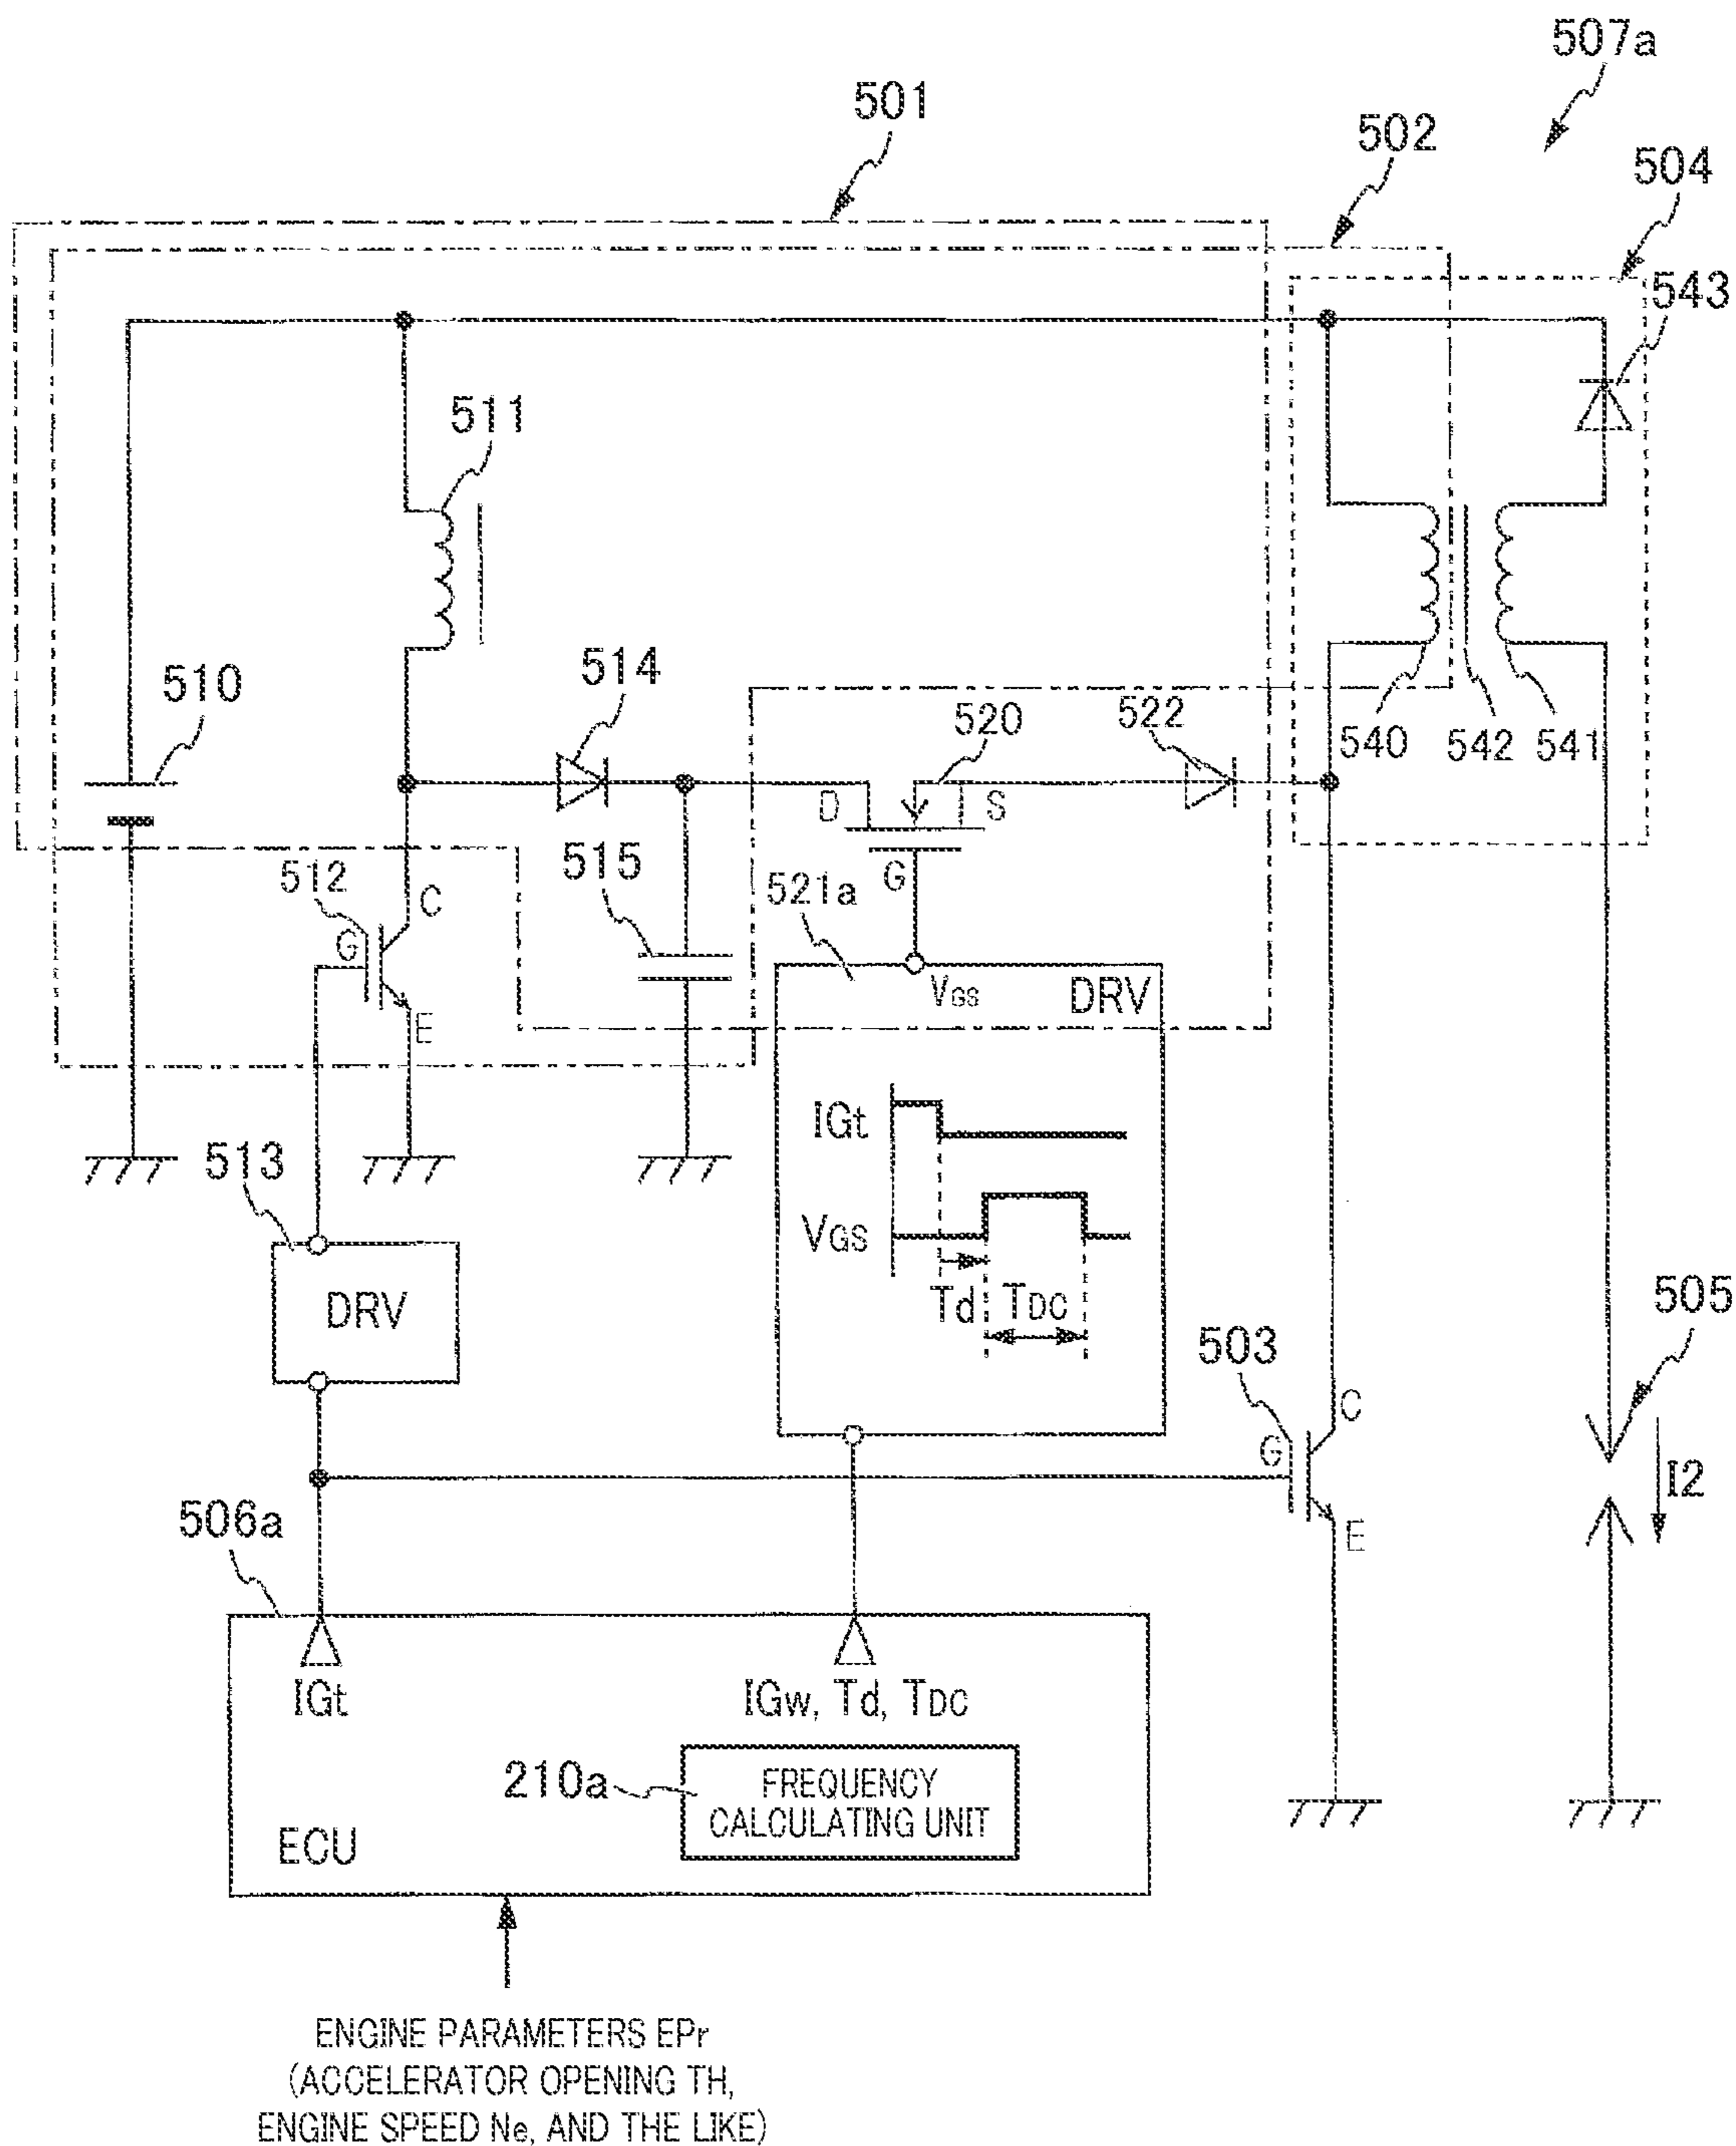 507a
501
502
504
543
511
510
514
520
522
540
542
541
D
S
G
512
G
C
E
515
521a
VGS
DRV
IGt
VGS
Td
TDC
513
DRV
503
G
C
E
505
I2
506a
IGt
IGw, Td, TDC
210a
FREQUENCY
CALCULATING UNIT
ECU
ENGINE PARAMETERS EPr
(ACCELERATOR OPENING TH,
ENGINE SPEED Ne, AND THE LIKE)